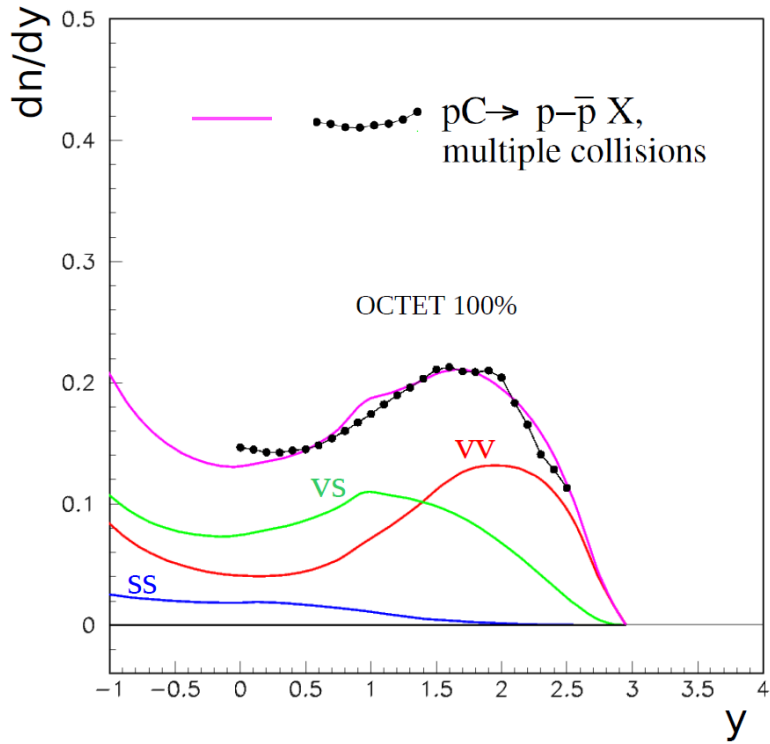 dn/dy
0.5
0.4
0.3
0.2
0.1
0
pC→ p−p̅ X,
multiple collisions
OCTET 100%
vv
vs
ss
-1 -0.5 0 0.5 1 1.5 2 2.5 3 3.5 4
y